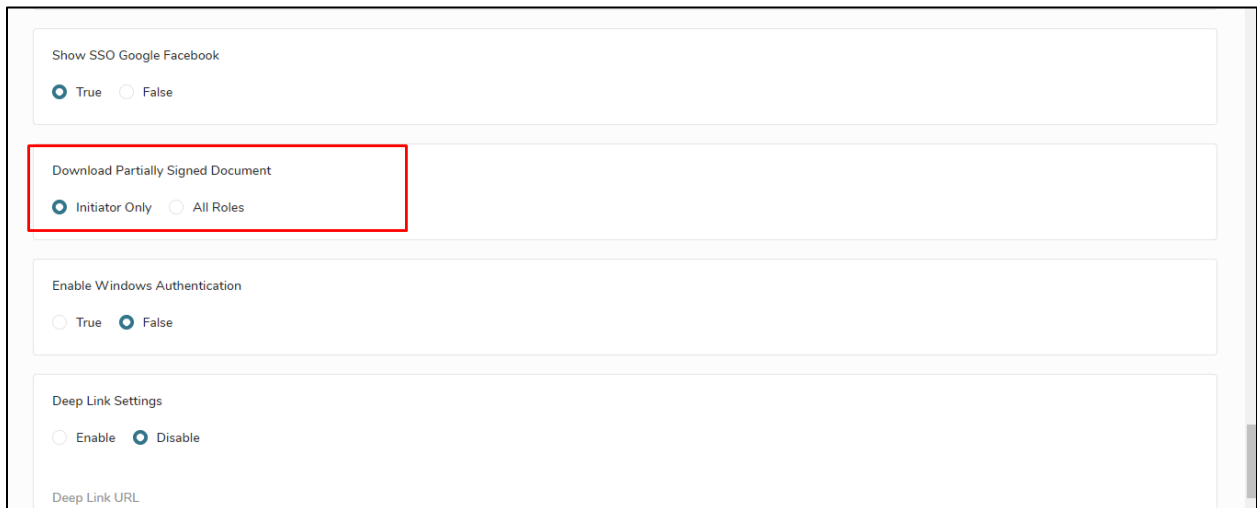 Show SSO Google Facebook
True False
Download Partially Signed Document
Initiator Only All Roles
Enable Windows Authentication
True False
Deep Link Settings
Enable Disable
Deep Link URL